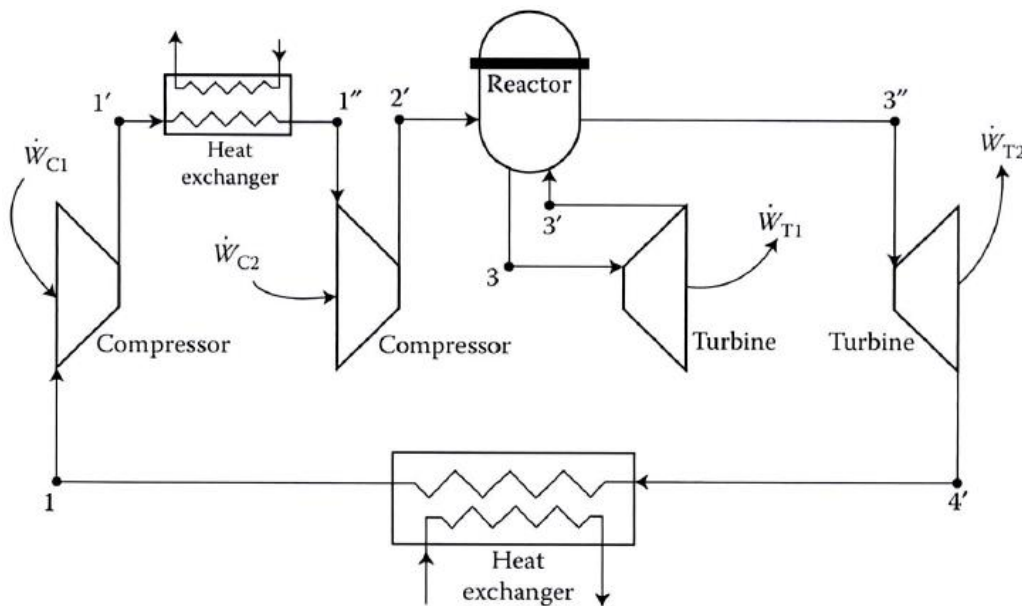 Reactor
1′
1″
2′
3″
Heat
exchanger
Ẇ_C1
Ẇ_T2
3′
Ẇ_T1
Ẇ_C2
3
Compressor
Compressor
Turbine
Turbine
1
4′
Heat
exchanger